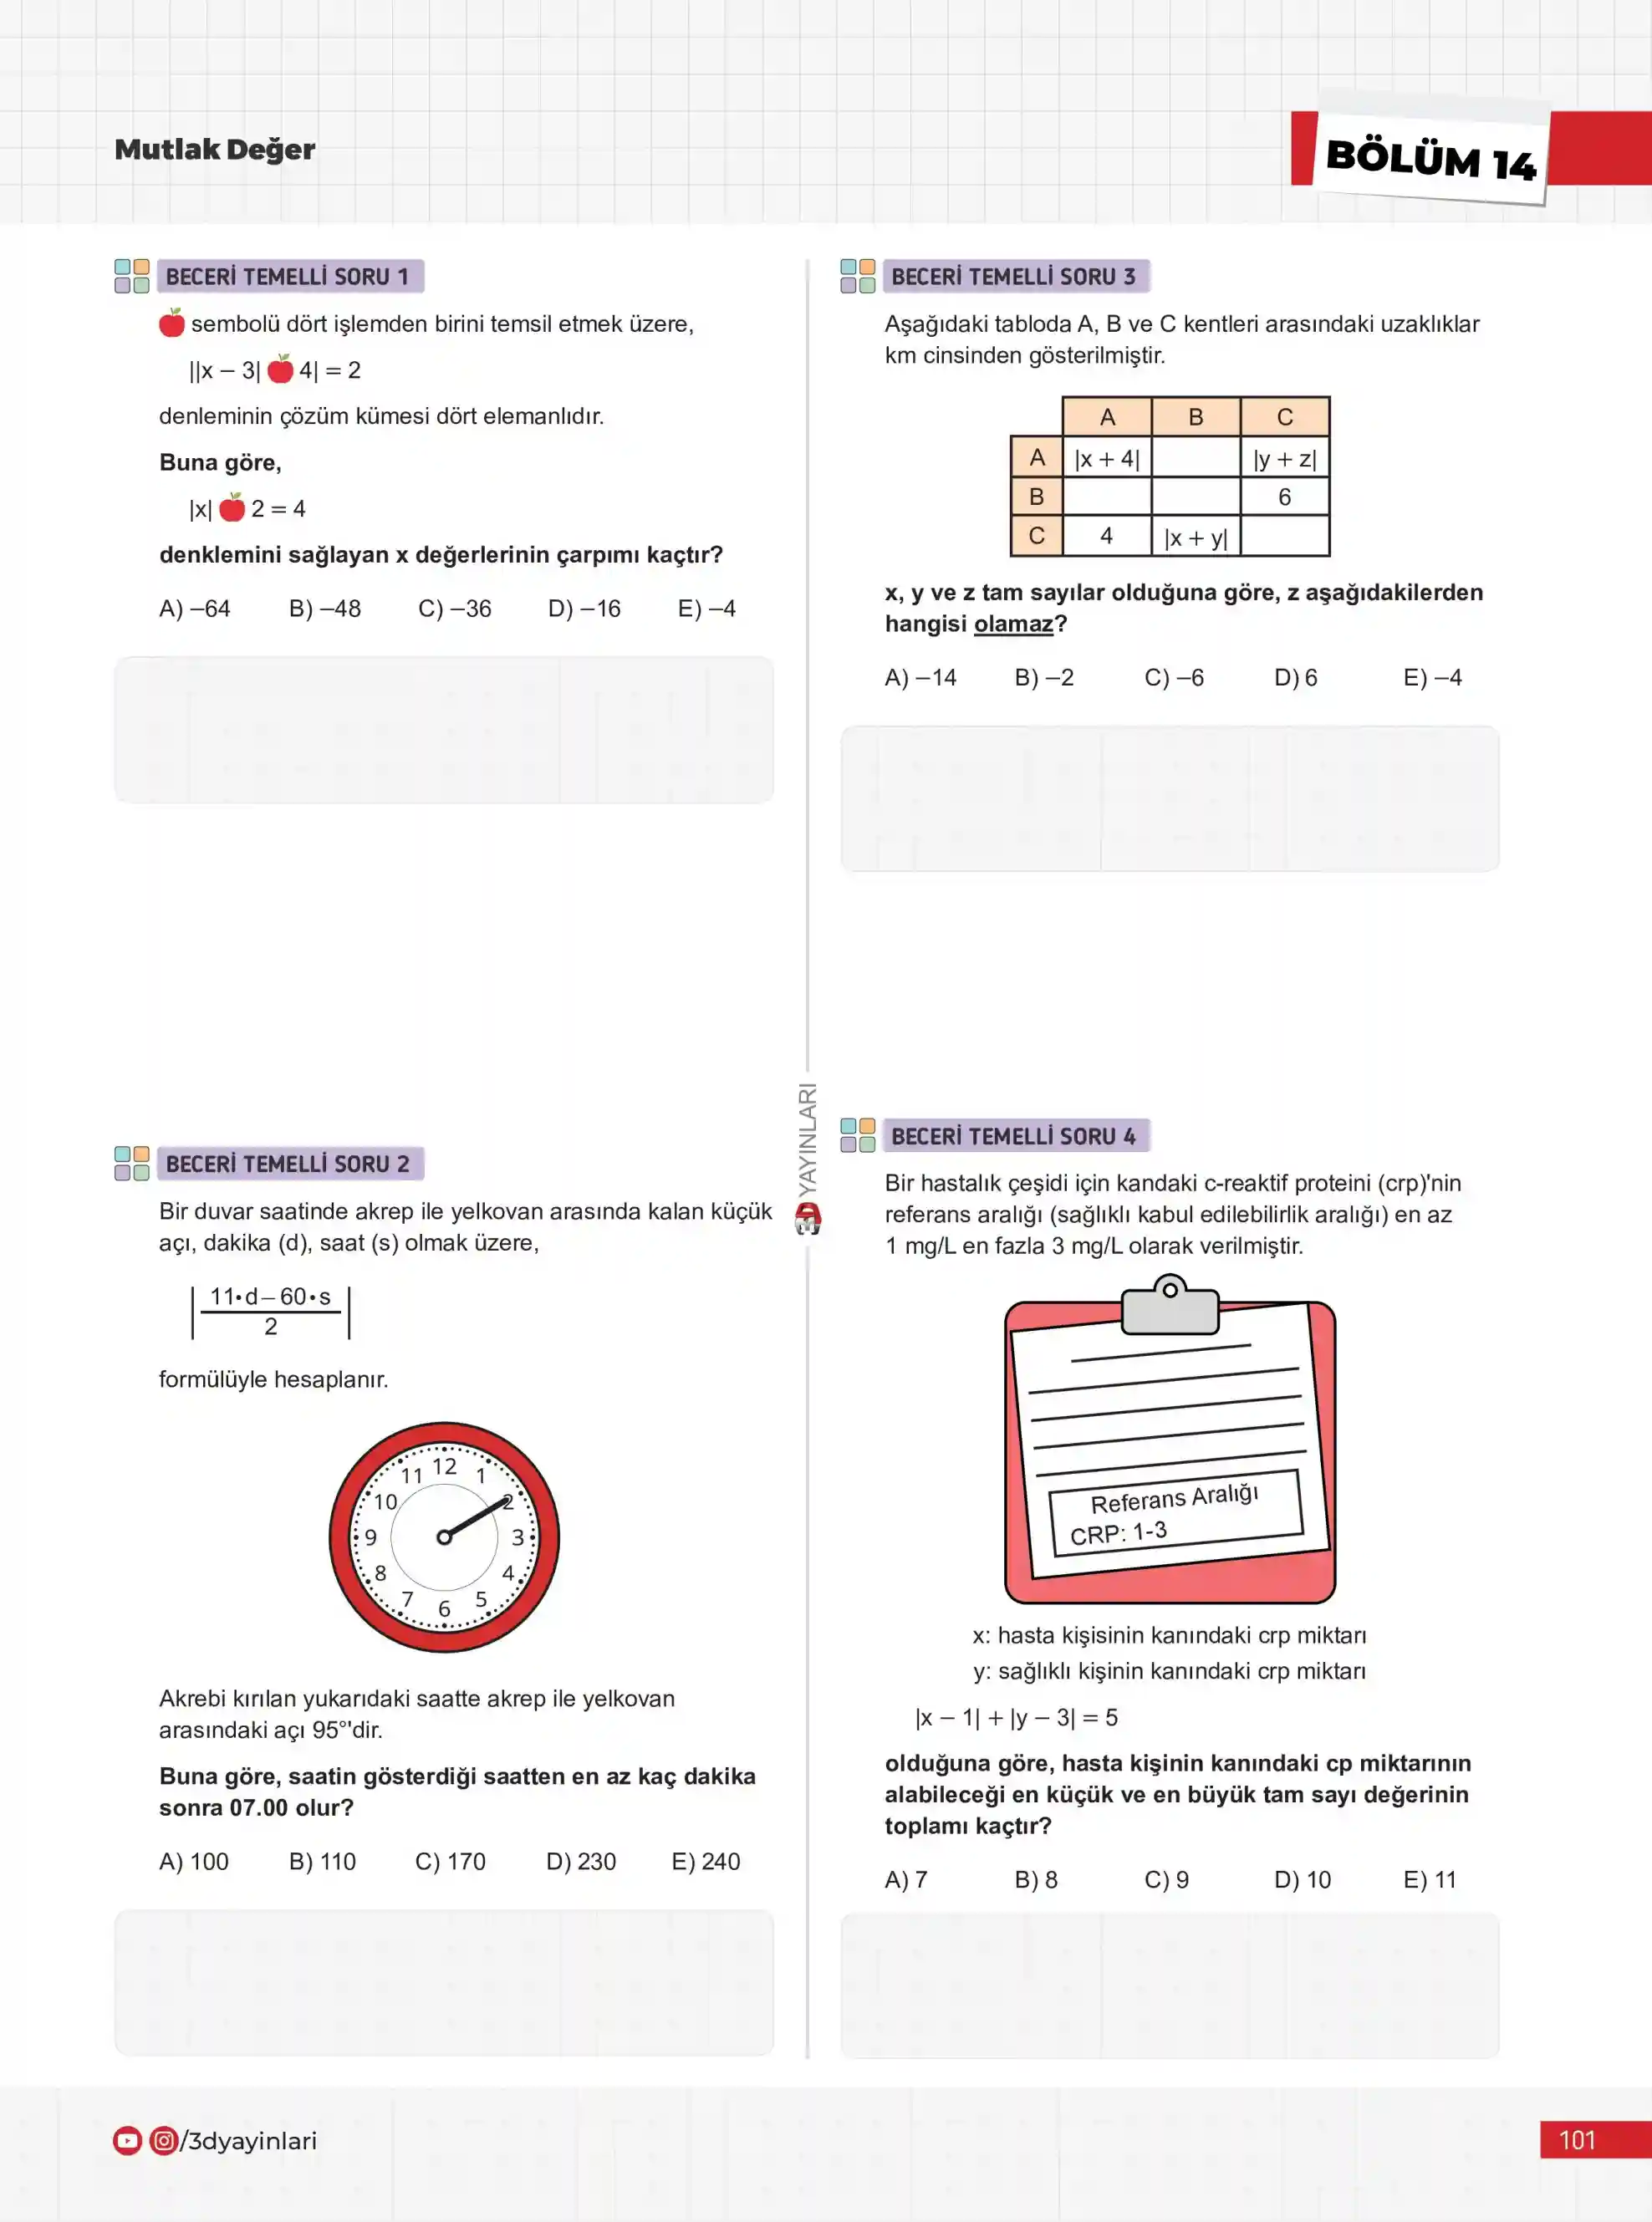 Mutlak Değer
BÖLÜM 14
BECERİ TEMELLİ SORU 1
sembolü dört işlemden birini temsil etmek üzere,
||x – 3| 4| = 2
denleminin çözüm kümesi dört elemanlıdır.
Buna göre,
|x| 2 = 4
denklemini sağlayan x değerlerinin çarpımı kaçtır?
A) –64 B) –48 C) –36 D) –16 E) –4
BECERİ TEMELLİ SORU 2
Bir duvar saatinde akrep ile yelkovan arasında kalan küçük
açı, dakika (d), saat (s) olmak üzere,
|11•d – 60•s
2|
formülüyle hesaplanır.
12
11 1
10 2
9 3
8 4
7 5
6
Akrebi kırılan yukarıdaki saatte akrep ile yelkovan
arasındaki açı 95°'dir.
Buna göre, saatin gösterdiği saatten en az kaç dakika
sonra 07.00 olur?
A) 100 B) 110 C) 170 D) 230 E) 240
YAYINLARI
BECERİ TEMELLİ SORU 3
Aşağıdaki tabloda A, B ve C kentleri arasındaki uzaklıklar
km cinsinden gösterilmiştir.
A B C
A |x + 4| |y + z|
B 6
C 4 |x + y|
x, y ve z tam sayılar olduğuna göre, z aşağıdakilerden
hangisi olamaz?
A) –14 B) –2 C) –6 D) 6 E) –4
BECERİ TEMELLİ SORU 4
Bir hastalık çeşidi için kandaki c-reaktif proteini (crp)'nin
referans aralığı (sağlıklı kabul edilebilirlik aralığı) en az
1 mg/L en fazla 3 mg/L olarak verilmiştir.
Referans Aralığı
CRP: 1-3
x: hasta kişisinin kanındaki crp miktarı
y: sağlıklı kişinin kanındaki crp miktarı
|x – 1| + |y – 3| = 5
olduğuna göre, hasta kişinin kanındaki cp miktarının
alabileceği en küçük ve en büyük tam sayı değerinin
toplamı kaçtır?
A) 7 B) 8 C) 9 D) 10 E) 11
/3dyayinlari
101